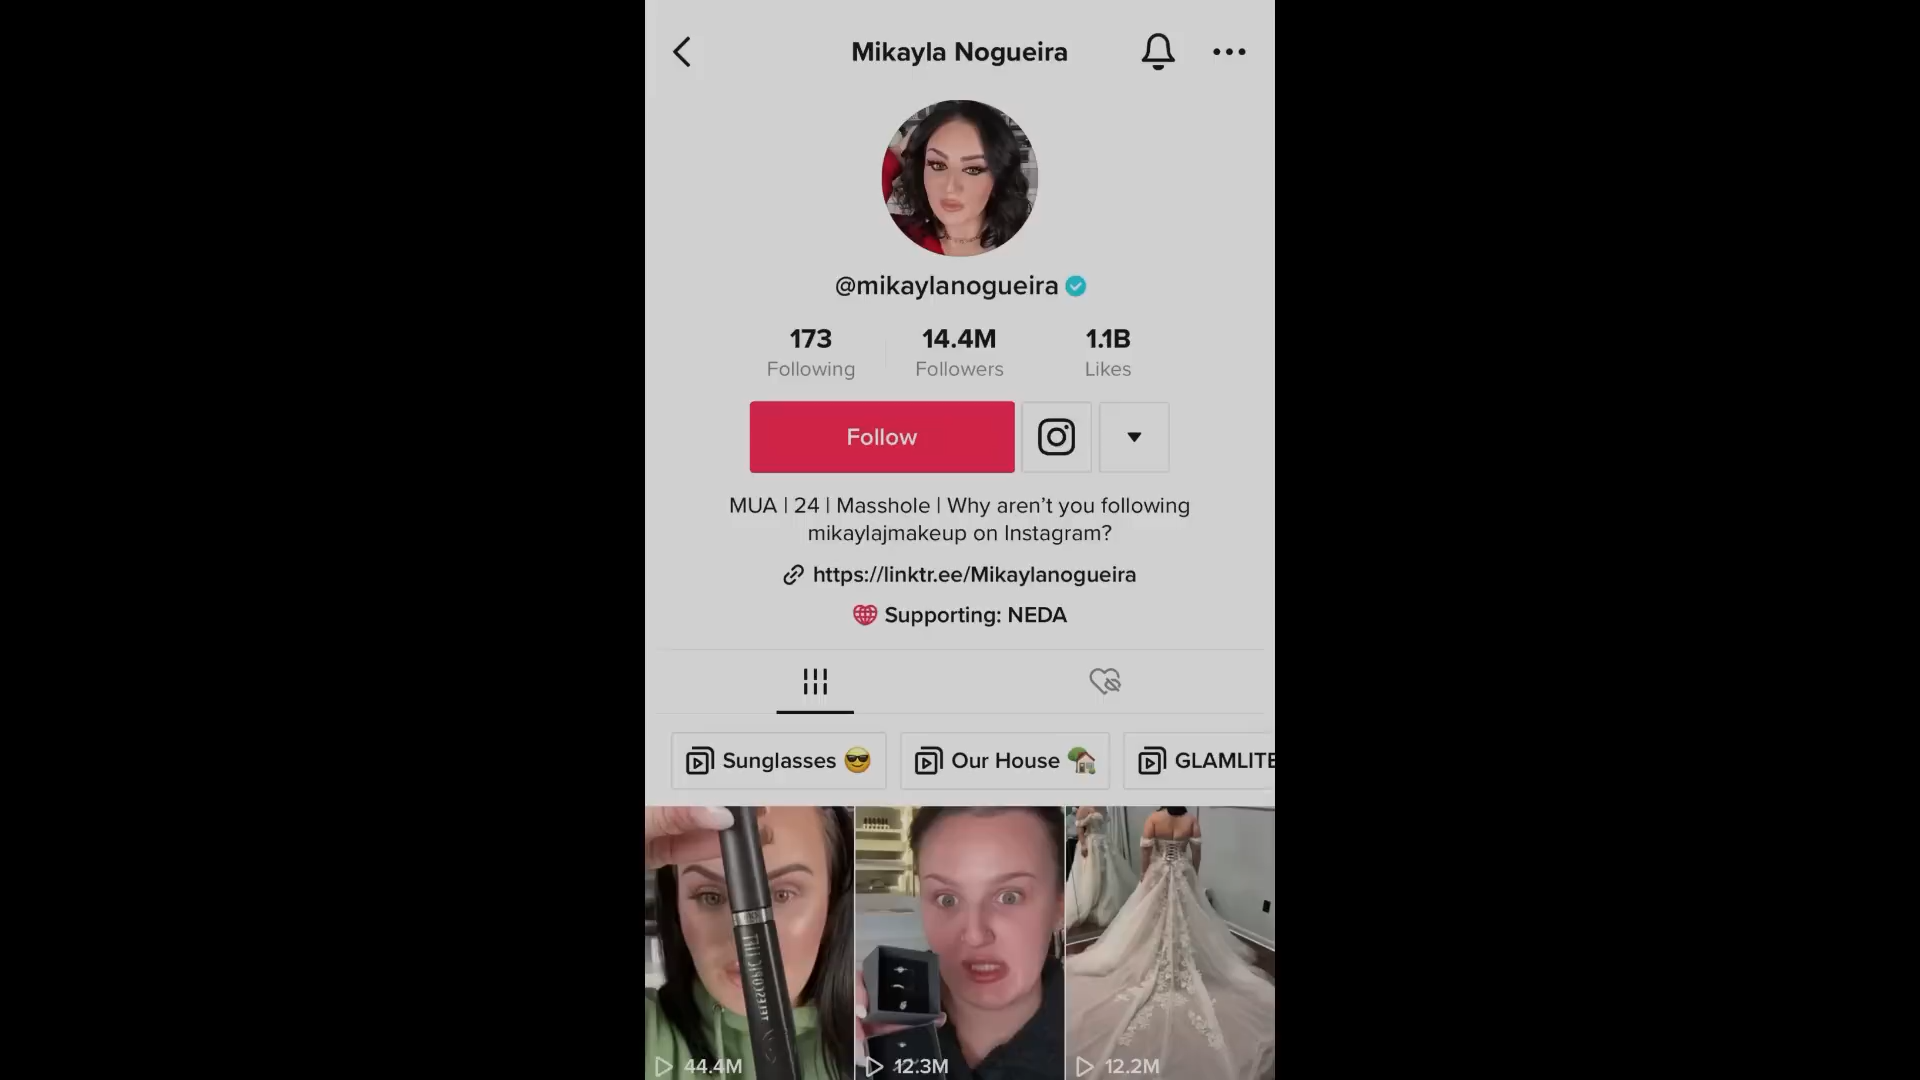 Mikayla Nogueira
@mikaylanogueira
173 14.4M 1.1B
Following Followers Likes
Follow
MUA | 24 | Masshole | Why aren’t you following
mikaylajmakeup on Instagram?
https://linktr.ee/Mikaylanogueira
Supporting: NEDA
Sunglasses Our House GLAMLITE
TELESCOPIC LIFT
44.4M 12.3M 12.2M